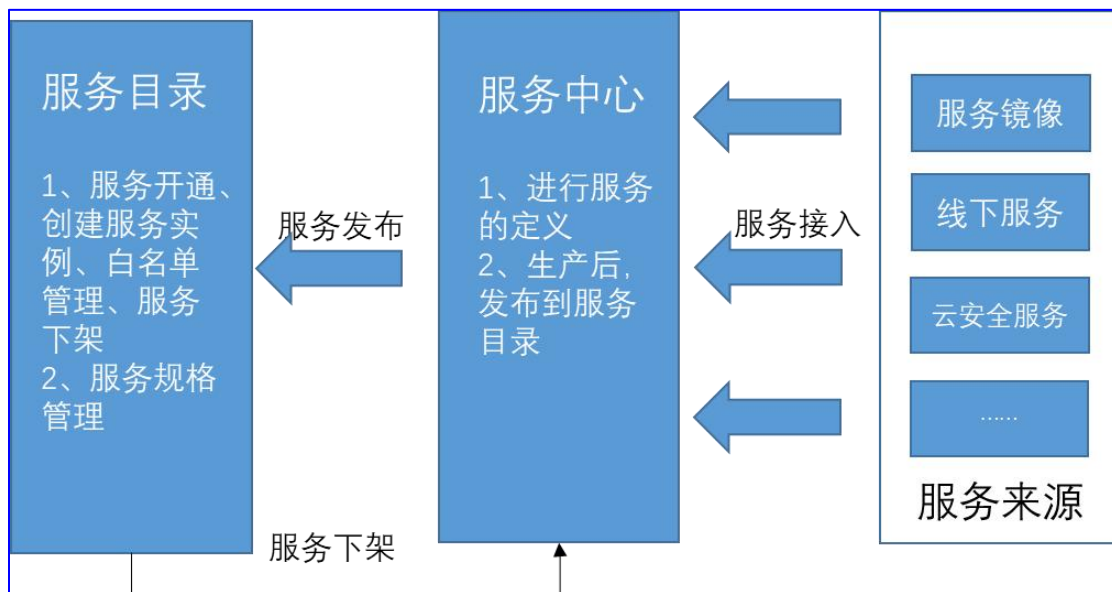 服务目录
1、服务开通、
创建服务实
例、白名单
管理、服务
下架
2、服务规格
管理
服务发布
服务下架
服务中心
1、进行服务
的定义
2、生产后,
发布到服务
目录
服务接入
服务镜像
线下服务
云安全服务
……
服务来源